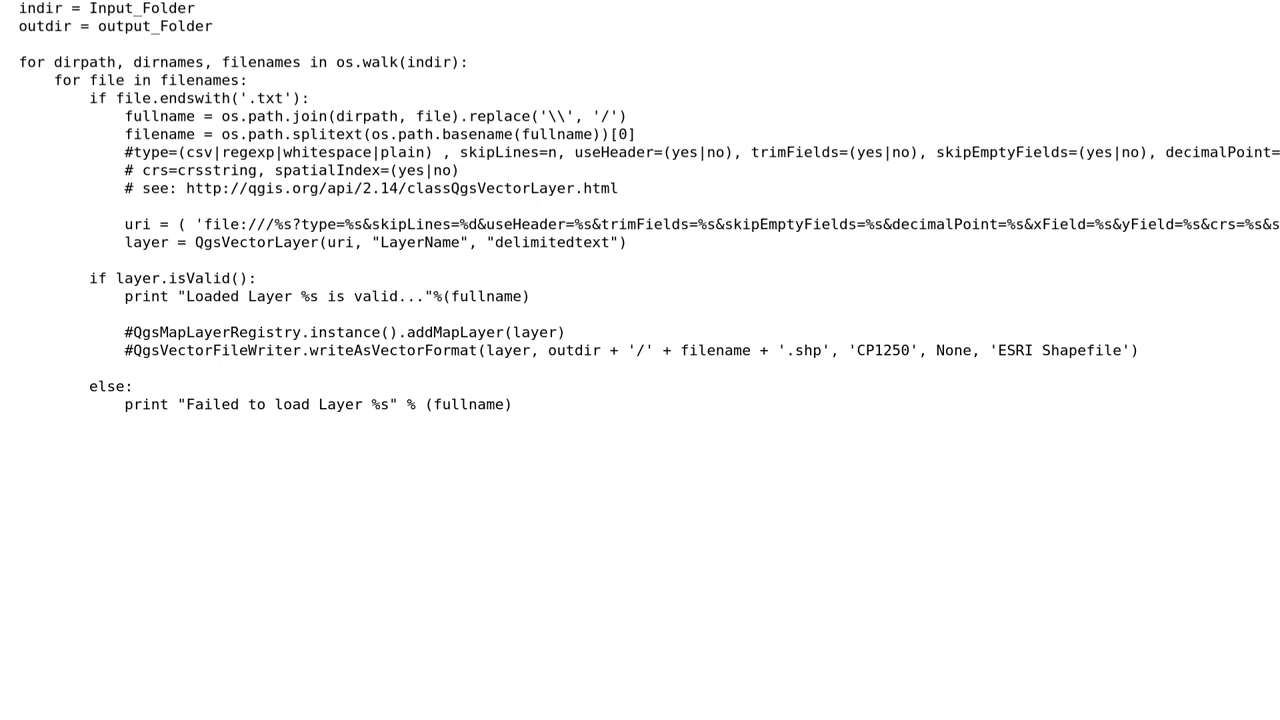 indir = Input_Folder
outdir = output_Folder
for dirpath, dirnames, filenames in os.walk(indir):
for file in filenames:
if file.endswith('.txt'):
fullname = os.path.join(dirpath, file).replace('\\', '/')
filename = os.path.splitext(os.path.basename(fullname))[0]
#type=(csv|regexp|whitespace|plain) , skipLines=n, useHeader=(yes|no), trimFields=(yes|no), skipEmptyFields=(yes|no), decimalPoint=
# crs=crsstring, spatialIndex=(yes|no)
# see: http://qgis.org/api/2.14/classQgsVectorLayer.html
uri = ( 'file:///%s?type=%s&skipLines=%d&useHeader=%s&trimFields=%s&skipEmptyFields=%s&decimalPoint=%s&xField=%s&yField=%s&crs=%s&s
layer = QgsVectorLayer(uri, "LayerName", "delimitedtext")
if layer.isValid():
print "Loaded Layer %s is valid..."%(fullname)
#QgsMapLayerRegistry.instance().addMapLayer(layer)
#QgsVectorFileWriter.writeAsVectorFormat(layer, outdir + '/' + filename + '.shp', 'CP1250', None, 'ESRI Shapefile')
else:
print "Failed to load Layer %s" % (fullname)